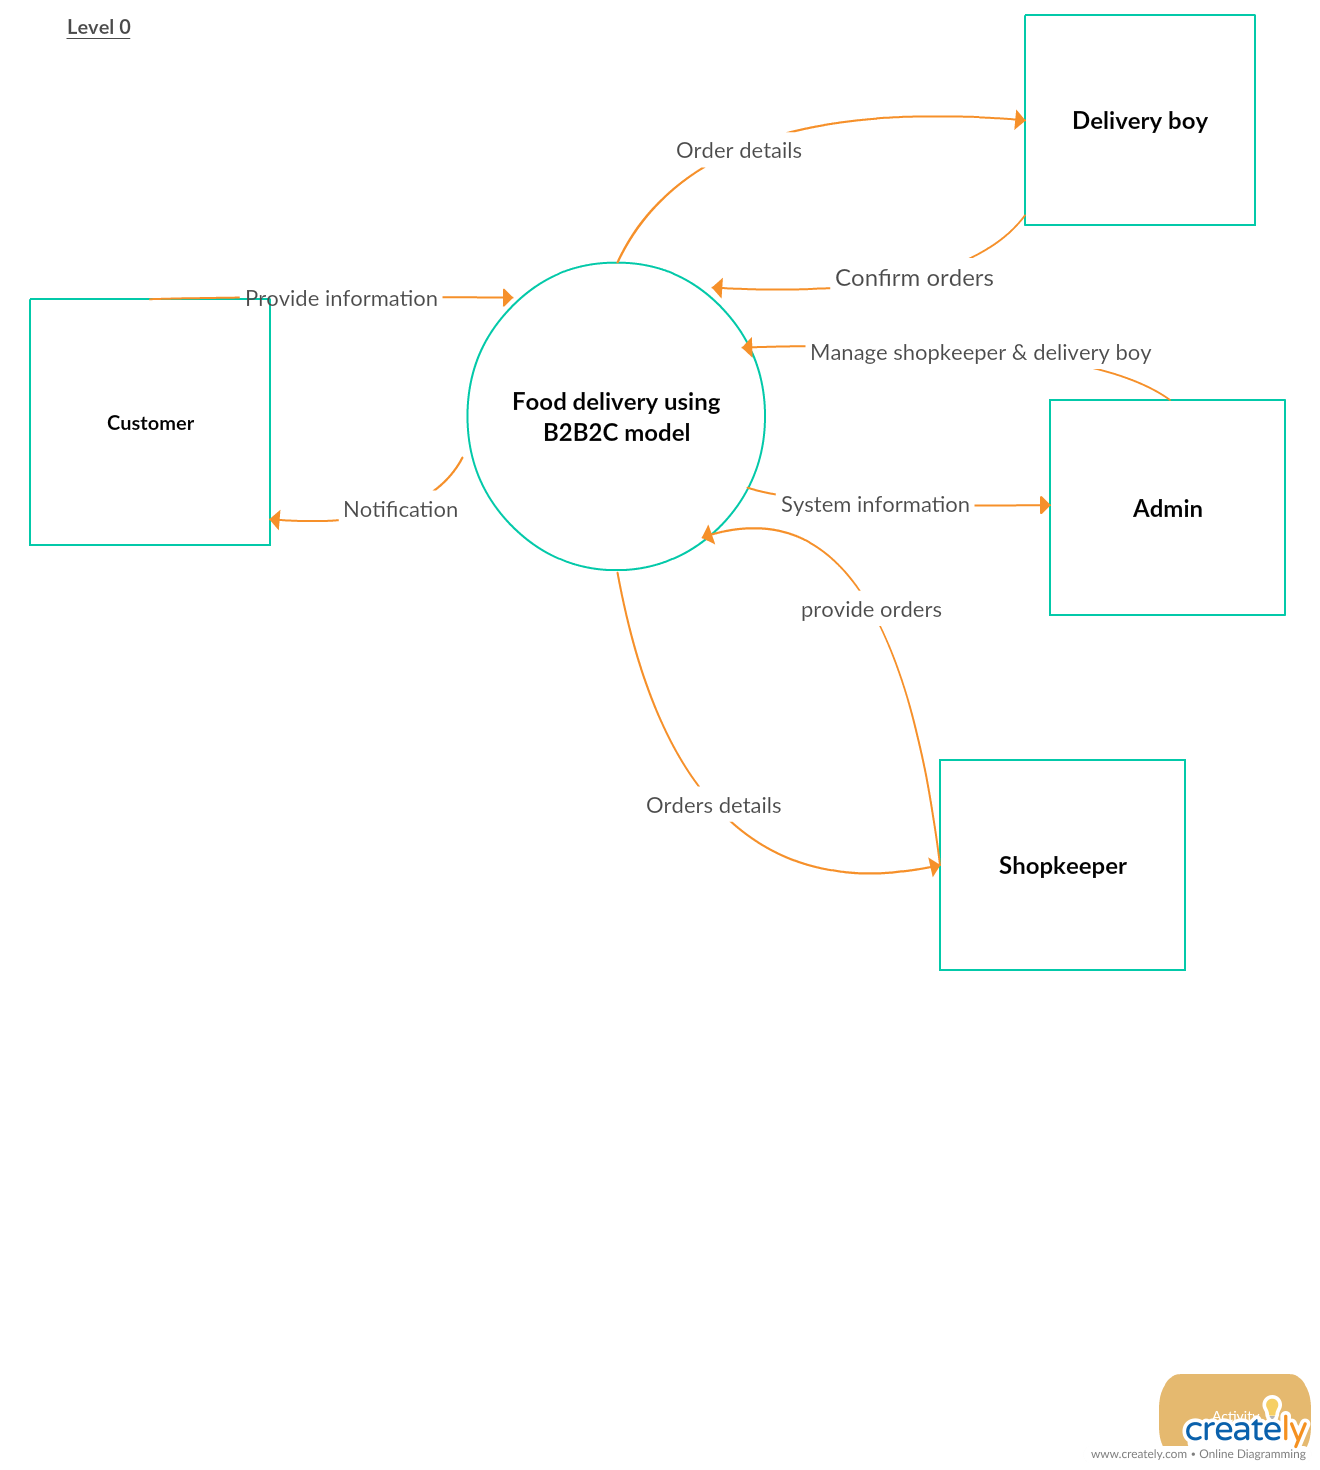 Level 0
Delivery boy
Order details
Confirm orders
Provide information
Manage shopkeeper & delivery boy
Food delivery using
B2B2C model
Customer
Notification
System information
Admin
provide orders
Orders details
Shopkeeper
Activity
creately
www.creately.com • Online Diagramming